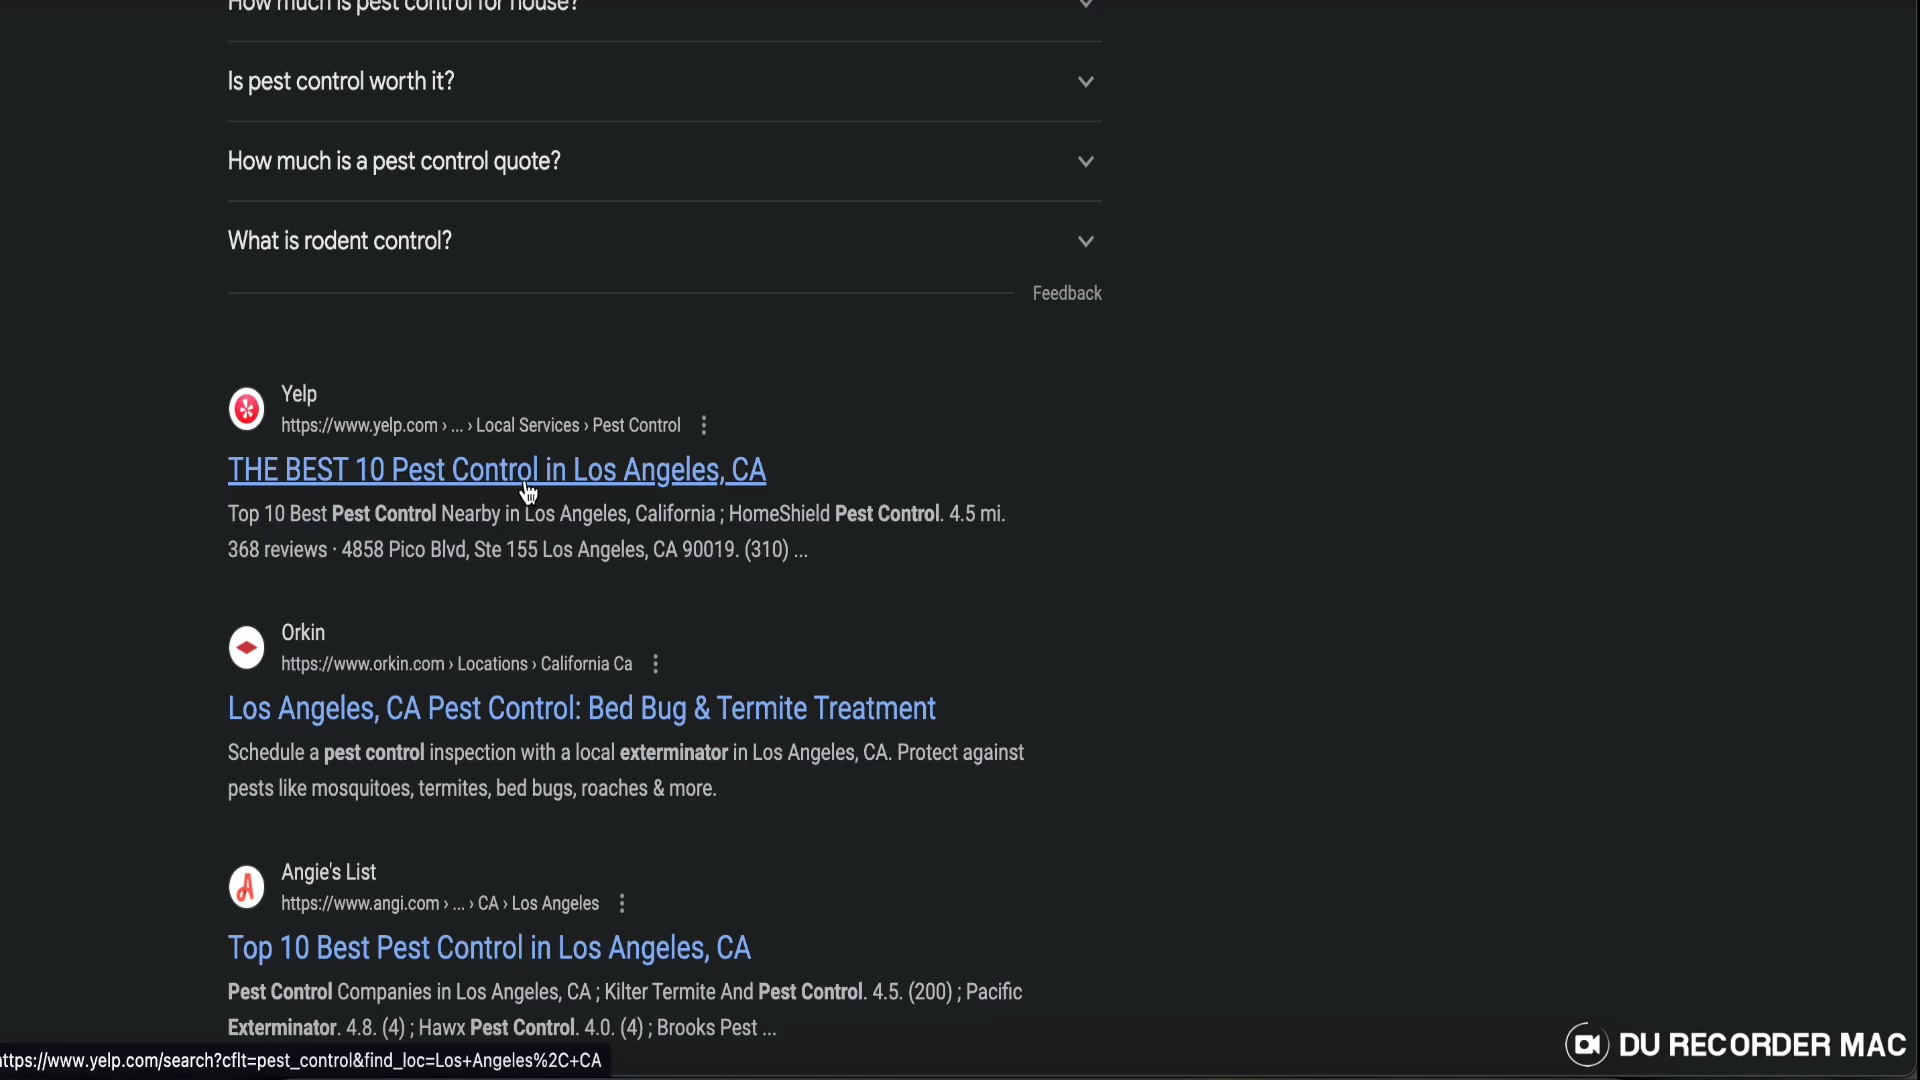 How much is pest control for house?
Is pest control worth it?
How much is a pest control quote?
What is rodent control?
Feedback
Yelp
https://www.yelp.com › ... › Local Services › Pest Control
THE BEST 10 Pest Control in Los Angeles, CA
Top 10 Best Pest Control Nearby in Los Angeles, California ; HomeShield Pest Control. 4.5 mi.
368 reviews · 4858 Pico Blvd, Ste 155 Los Angeles, CA 90019. (310) ...
Orkin
https://www.orkin.com › Locations › California Ca
Los Angeles, CA Pest Control: Bed Bug & Termite Treatment
Schedule a pest control inspection with a local exterminator in Los Angeles, CA. Protect against
pests like mosquitoes, termites, bed bugs, roaches & more.
Angie's List
https://www.angi.com › ... › CA › Los Angeles
Top 10 Best Pest Control in Los Angeles, CA
Pest Control Companies in Los Angeles, CA ; Kilter Termite And Pest Control. 4.5. (200) ; Pacific
Exterminator. 4.8. (4) ; Hawx Pest Control. 4.0. (4) ; Brooks Pest ...
ttps://www.yelp.com/search?cflt=pest_control&find_loc=Los+Angeles%2C+CA
DU RECORDER MAC